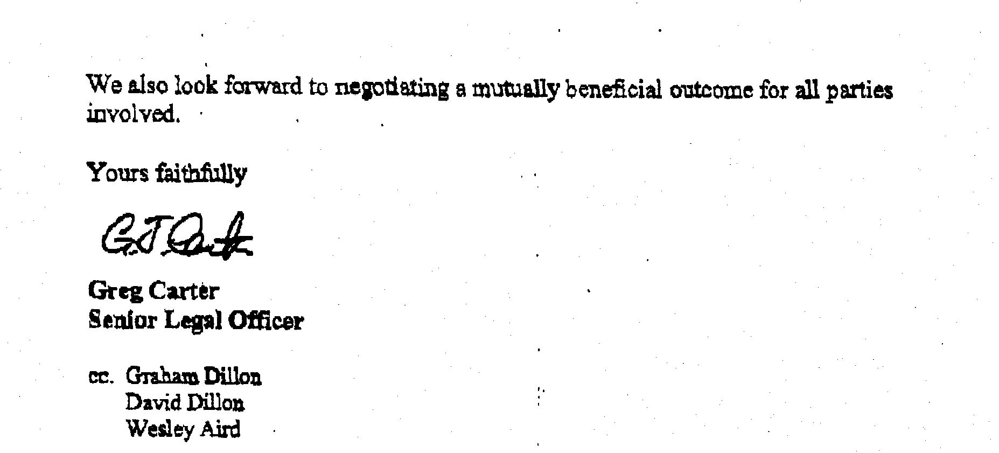 We also look forward to negotiating a mutually beneficial outcome for all parties
involved.
Yours faithfully
G.J. Carter
Greg Carter
Senior Legal Officer
cc. Graham Dillon
David Dillon
Wesley Aird